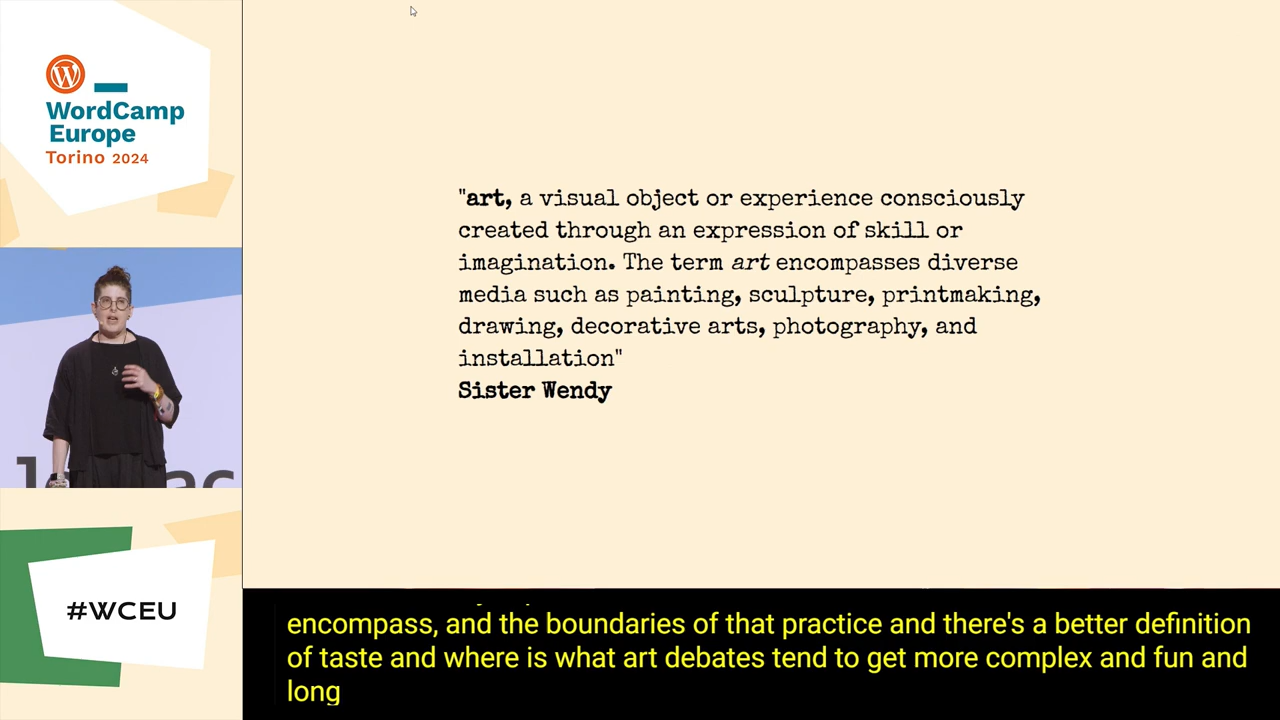 WordCamp
Europe
Torino 2024
"art, a visual object or experience consciously
created through an expression of skill or
imagination. The term art encompasses diverse
media such as painting, sculpture, printmaking,
drawing, decorative arts, photography, and
installation"
Sister Wendy
#WCEU
encompass, and the boundaries of that practice and there's a better definition
of taste and where is what art debates tend to get more complex and fun and
long